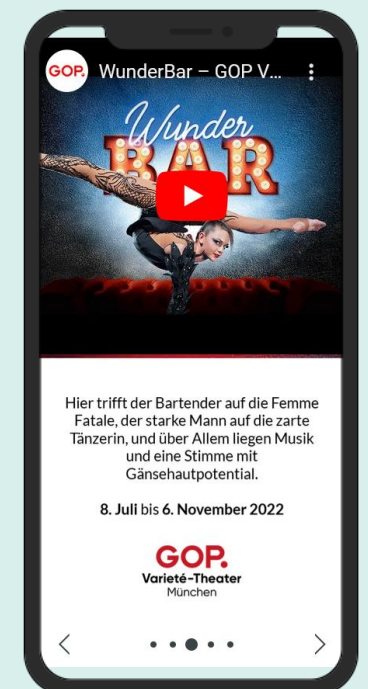 GOP. WunderBar – GOP V...
Wunder
BAR
Hier trifft der Bartender auf die Femme
Fatale, der starke Mann auf die zarte
Tänzerin, und über Allem liegen Musik
und eine Stimme mit
Gänsehautpotential.
8. Juli bis 6. November 2022
GOP.
Varieté-Theater
München